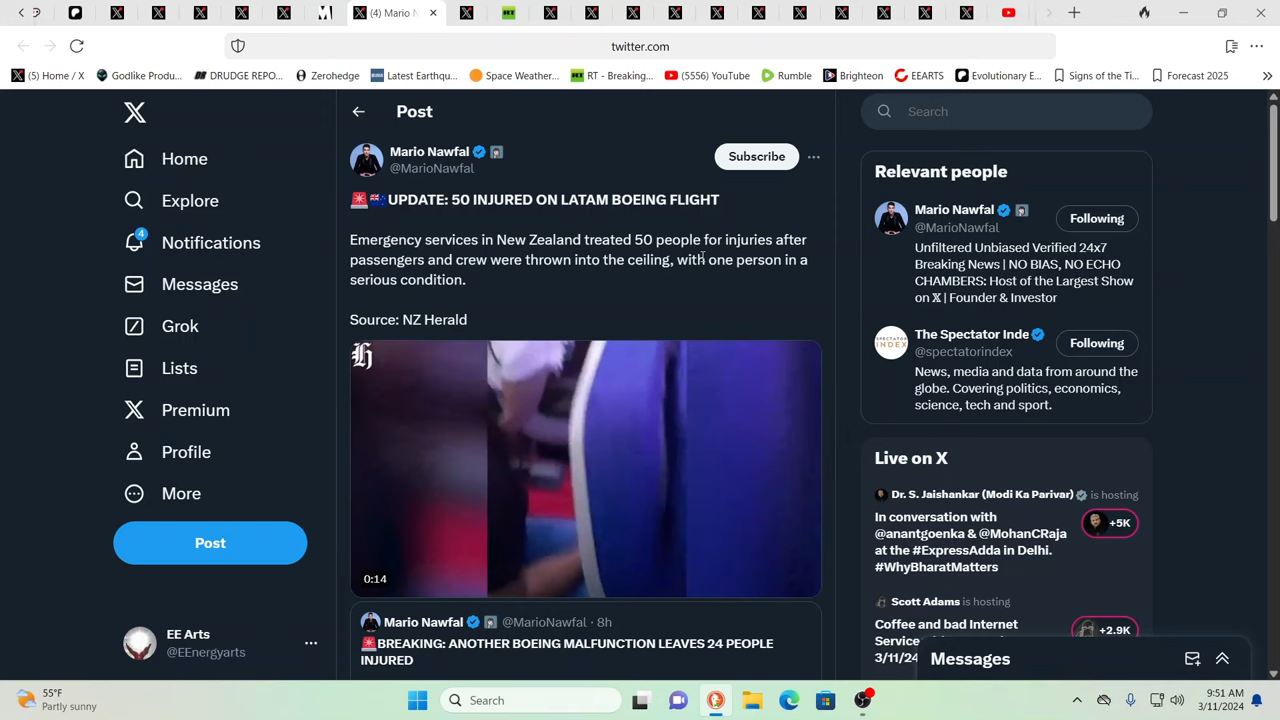 (4) Mario N
twitter.com
(5) Home / X
Godlike Produ...
DRUDGE REPO...
Zerohedge
Latest Earthqu...
Space Weather...
RT - Breaking...
(5556) YouTube
Rumble
Brighteon
EEARTS
Evolutionary E...
Signs of the Ti...
Forecast 2025
Home
Explore
4
Notifications
Messages
Grok
Lists
Premium
Profile
More
Post
EE Arts
@EEnergyarts
Post
Mario Nawfal
@MarioNawfal
Subscribe
UPDATE: 50 INJURED ON LATAM BOEING FLIGHT
Emergency services in New Zealand treated 50 people for injuries after
passengers and crew were thrown into the ceiling, with one person in a
serious condition.
Source: NZ Herald
0:14
Mario Nawfal @MarioNawfal · 8h
BREAKING: ANOTHER BOEING MALFUNCTION LEAVES 24 PEOPLE
INJURED
Search
Relevant people
Mario Nawfal
@MarioNawfal
Following
Unfiltered Unbiased Verified 24x7
Breaking News | NO BIAS, NO ECHO
CHAMBERS: Host of the Largest Show
on X | Founder & Investor
The Spectator Inde
@spectatorindex
Following
SPECTATOR
INDEX
News, media and data from around the
globe. Covering politics, economics,
science, tech and sport.
Live on X
Dr. S. Jaishankar (Modi Ka Parivar) is hosting
In conversation with
@anantgoenka & @MohanCRaja
at the #ExpressAdda in Delhi.
#WhyBharatMatters
+5K
Scott Adams is hosting
Coffee and bad Internet
Service
3/11/24
+2.9K
Messages
55°F
Partly sunny
Search
9:51 AM
3/11/2024